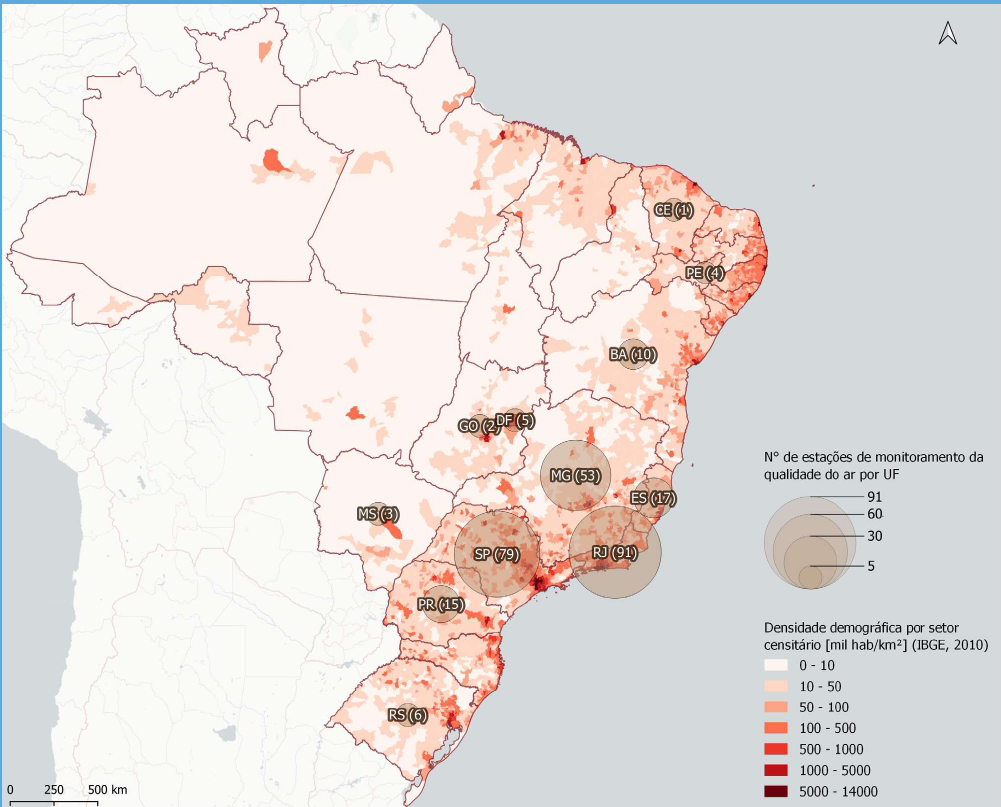 CE (1)
PE (4)
BA (10)
GO (2)
DF (5)
MG (53)
ES (17)
MS (3)
SP (79)
RJ (91)
PR (15)
RS (6)
N° de estações de monitoramento da
qualidade do ar por UF
91
60
30
5
Densidade demográfica por setor
censitário [mil hab/km²] (IBGE, 2010)
0 - 10
10 - 50
50 - 100
100 - 500
500 - 1000
1000 - 5000
5000 - 14000
0 250 500 km